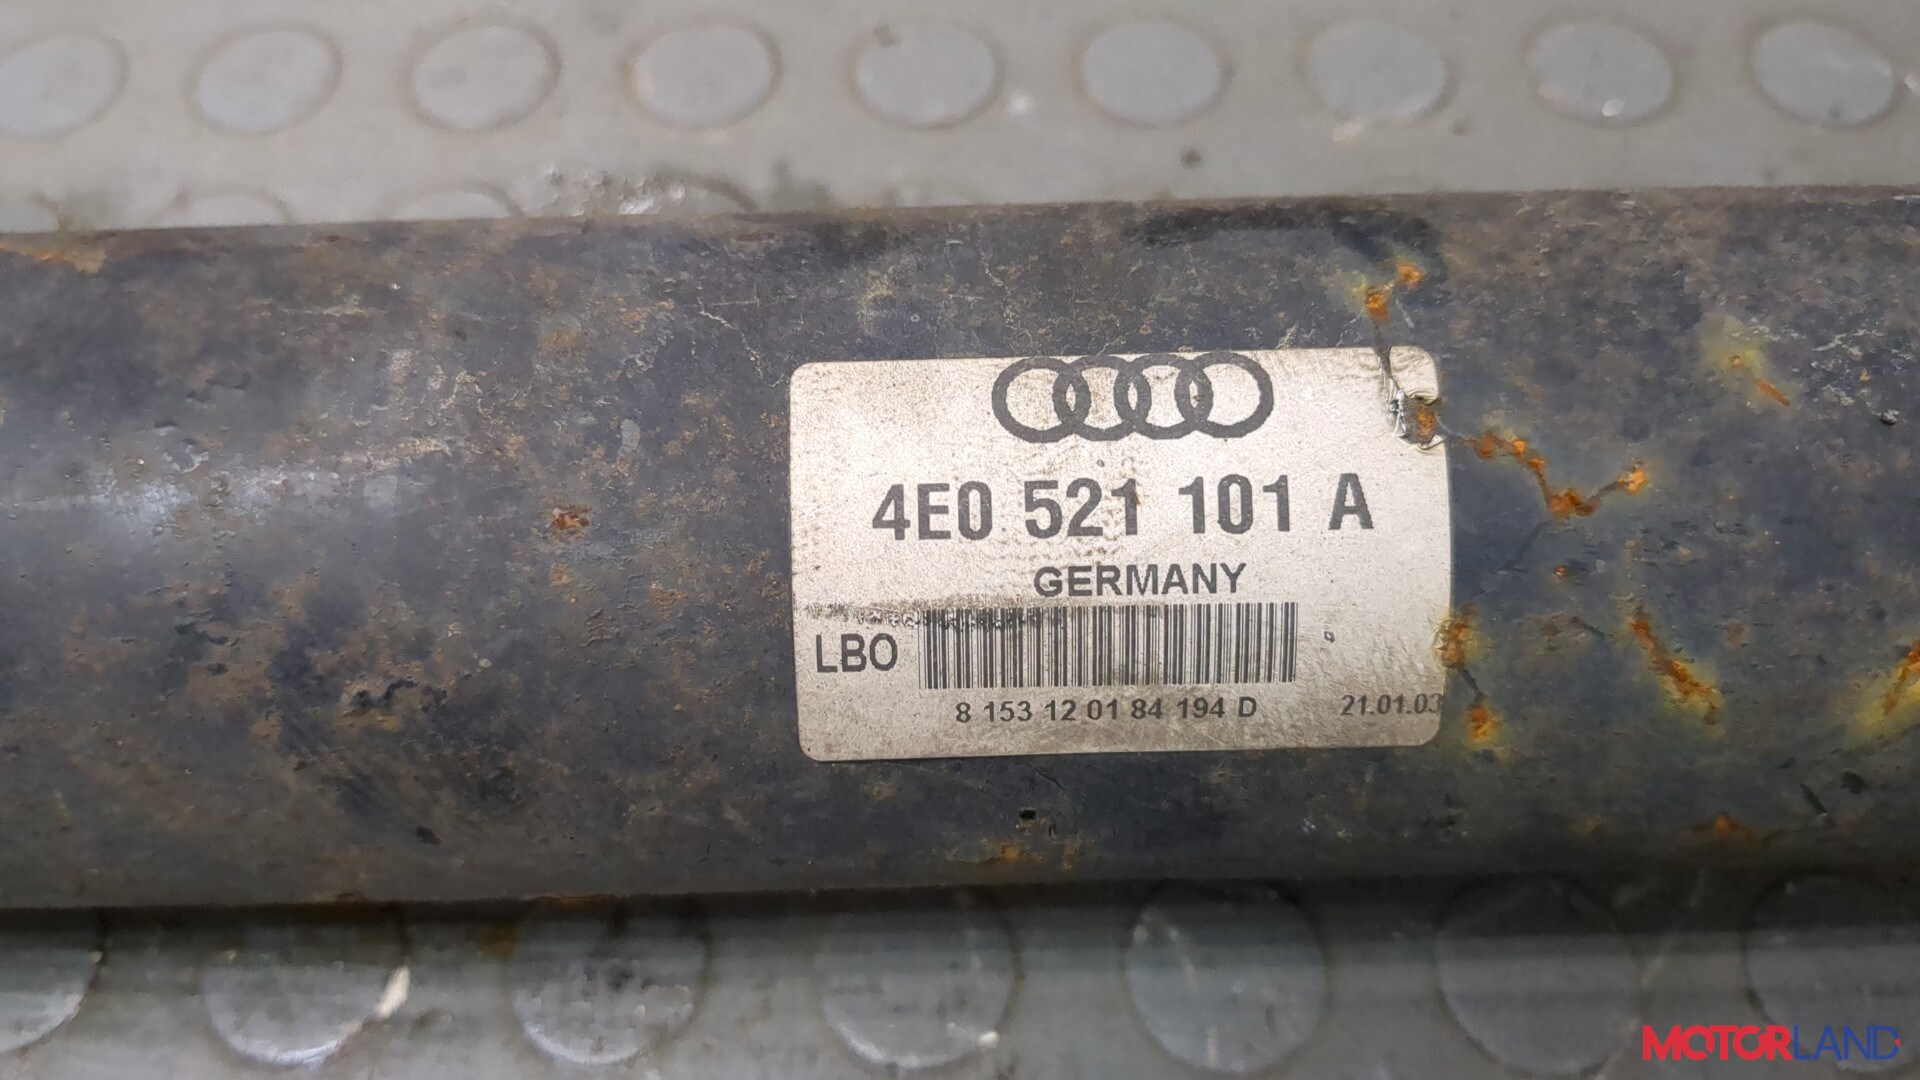 4E0 521 101 A
GERMANY
LBO
8 153 12 01 84 194 D
21.01.03
MOTORLAND